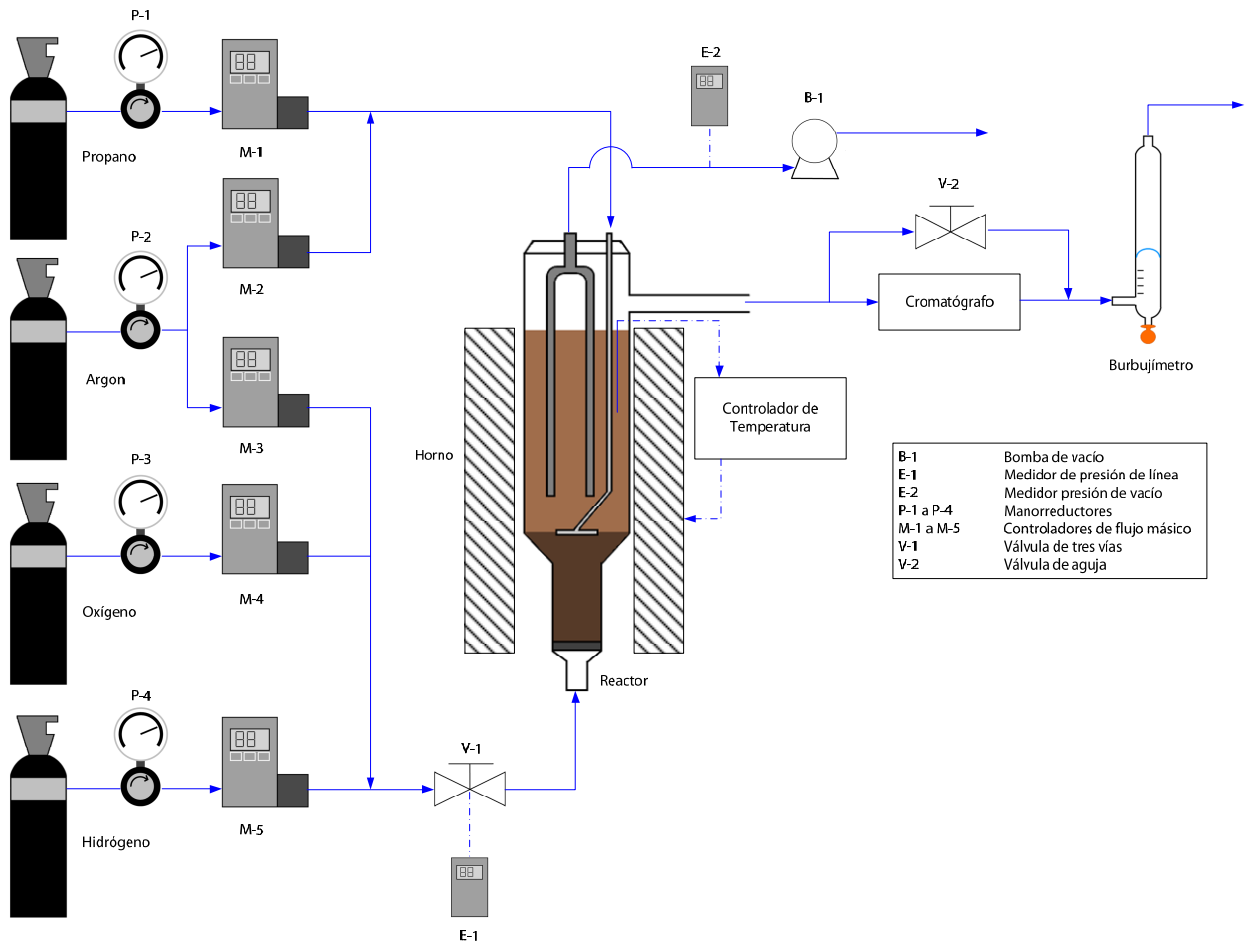 P-1
M-1
Propano
P-2
M-2
Argon
M-3
P-3
M-4
Oxígeno
P-4
M-5
Hidrógeno
V-1
E-1
Horno
Reactor
E-2
B-1
V-2
Cromatógrafo
Burbujímetro
Controlador de
Temperatura
B-1 Bomba de vacío
E-1 Medidor de presión de línea
E-2 Medidor presión de vacío
P-1 a P-4 Manorreductores
M-1 a M-5 Controladores de flujo másico
V-1 Válvula de tres vías
V-2 Válvula de aguja